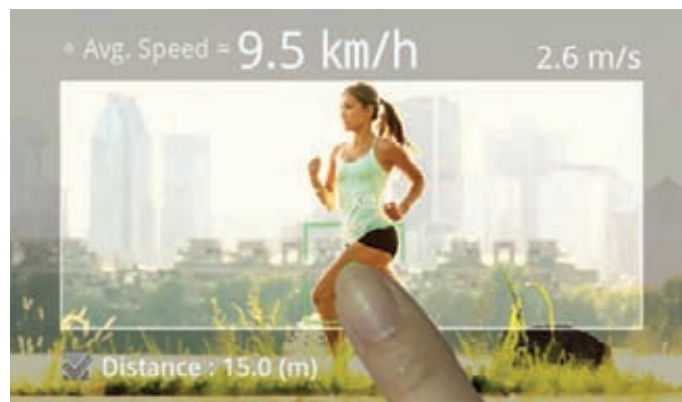 • Avg. Speed = 9.5 km/h 2.6 m/s
Distance : 15.0 (m)